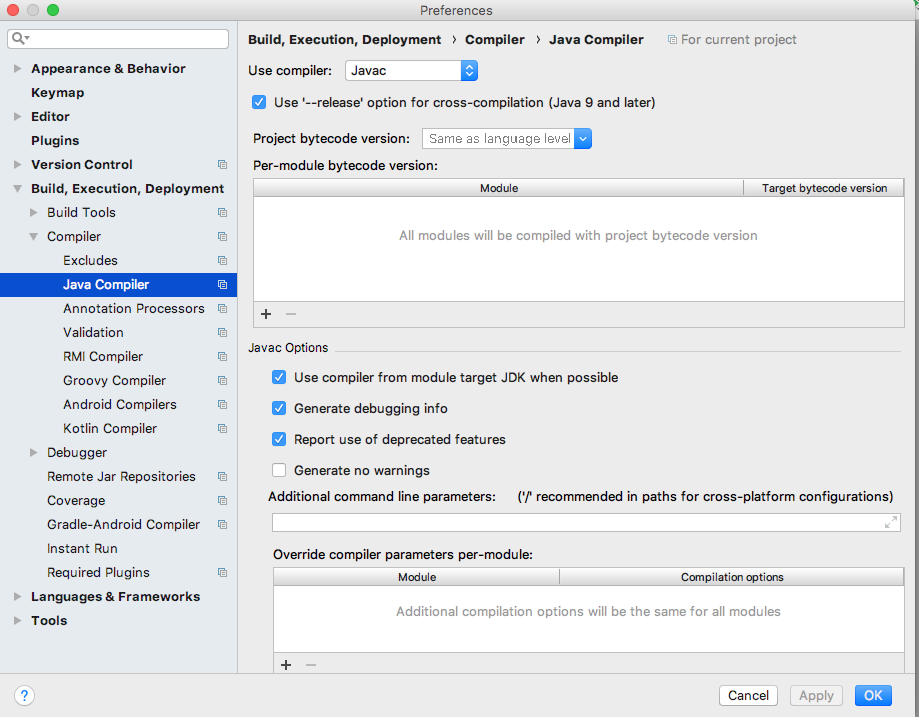 Preferences
Appearance & Behavior
Keymap
Editor
Plugins
Version Control
Build, Execution, Deployment
Build Tools
Compiler
Excludes
Java Compiler
Annotation Processors
Validation
RMI Compiler
Groovy Compiler
Android Compilers
Kotlin Compiler
Debugger
Remote Jar Repositories
Coverage
Gradle-Android Compiler
Instant Run
Required Plugins
Languages & Frameworks
Tools
Build, Execution, Deployment › Compiler › Java Compiler For current project
Use compiler: Javac
Use '--release' option for cross-compilation (Java 9 and later)
Project bytecode version: Same as language level
Per-module bytecode version:
Module Target bytecode version
All modules will be compiled with project bytecode version
+ −
Javac Options
Use compiler from module target JDK when possible
Generate debugging info
Report use of deprecated features
Generate no warnings
Additional command line parameters: ('/' recommended in paths for cross-platform configurations)
Override compiler parameters per-module:
Module Compilation options
Additional compilation options will be the same for all modules
+ −
? Cancel Apply OK